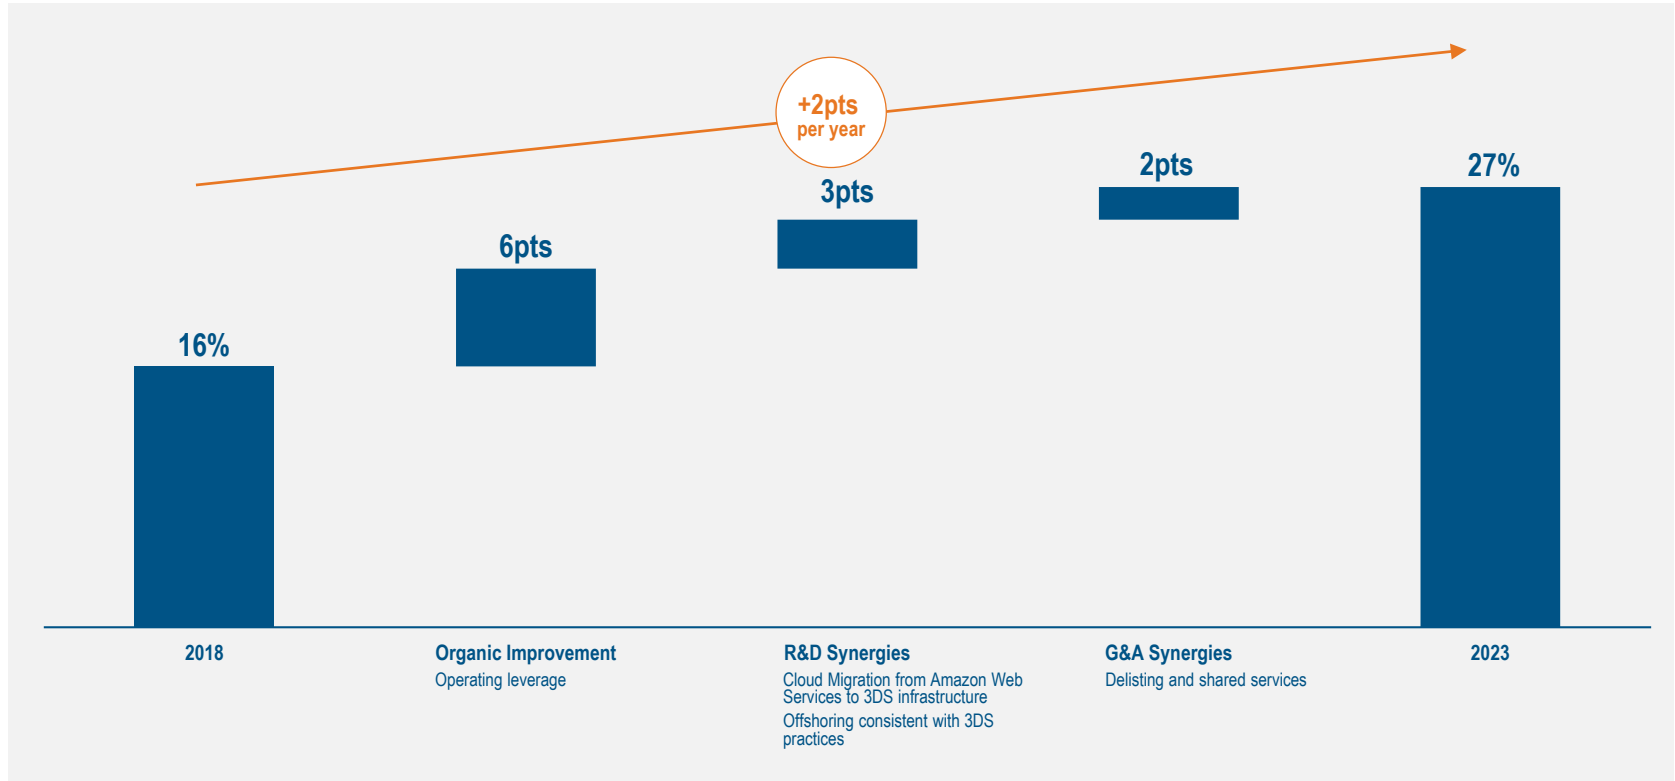 +2pts
per year
16%
6pts
3pts
2pts
27%
2018
Organic Improvement
Operating leverage
R&D Synergies
Cloud Migration from Amazon Web
Services to 3DS infrastructure
Offshoring consistent with 3DS
practices
G&A Synergies
Delisting and shared services
2023